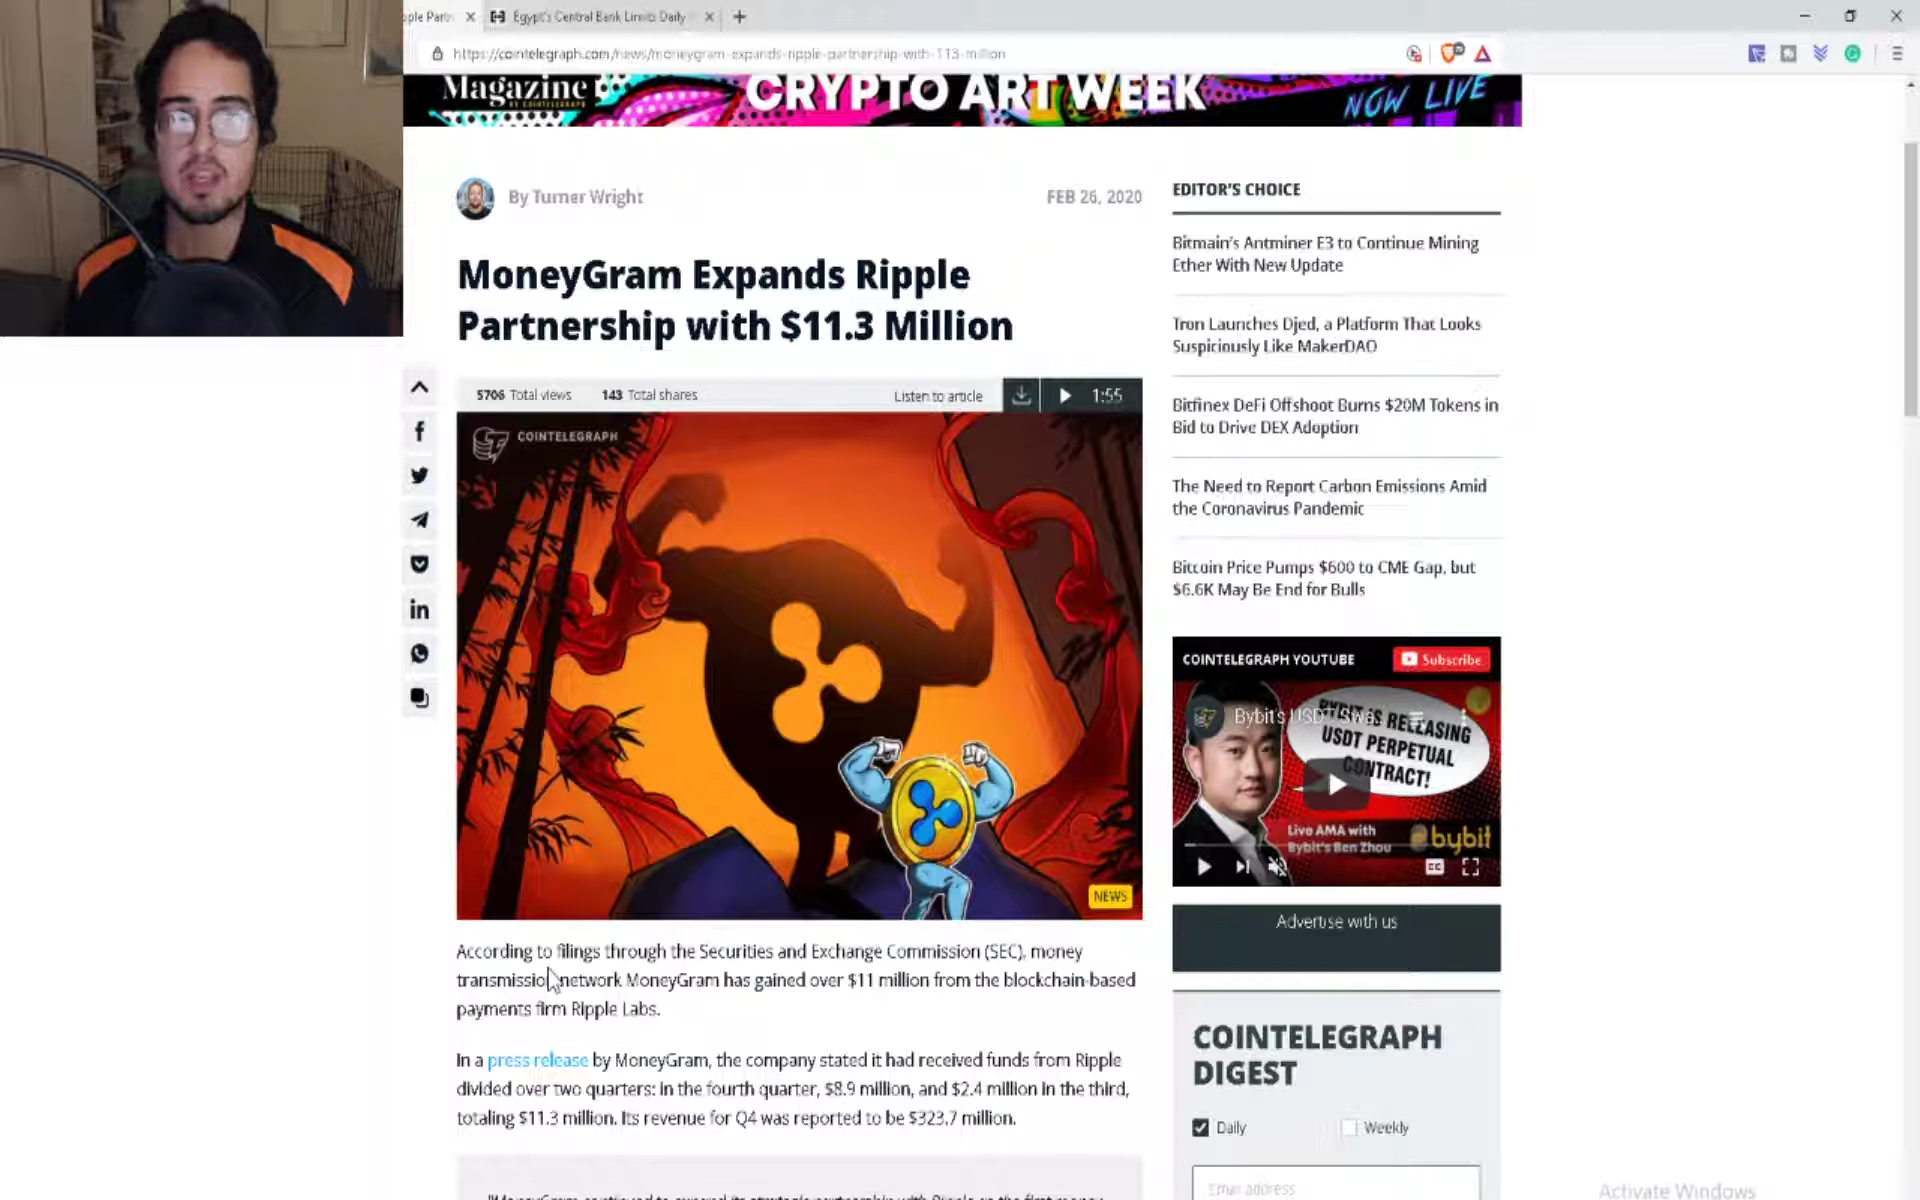 ple Partn
Egypt's Central Bank Limits Daily
https://cointelegraph.com/news/moneygram-expands-ripple-partnership-with-113-million
Magazine
BY COINTELEGRAPH
CRYPTO ART WEEK
NOW LIVE
By Turner Wright
FEB 26, 2020
MoneyGram Expands Ripple
Partnership with $11.3 Million
5706 Total views
143 Total shares
Listen to article
1:55
COINTELEGRAPH
NEWS
According to filings through the Securities and Exchange Commission (SEC), money
transmission network MoneyGram has gained over $11 million from the blockchain-based
payments firm Ripple Labs.
In a press release by MoneyGram, the company stated it had received funds from Ripple
divided over two quarters: in the fourth quarter, $8.9 million, and $2.4 million in the third,
totaling $11.3 million. Its revenue for Q4 was reported to be $323.7 million.
EDITOR'S CHOICE
Bitmain's Antminer E3 to Continue Mining
Ether With New Update
Tron Launches Djed, a Platform That Looks
Suspiciously Like MakerDAO
Bitfinex DeFi Offshoot Burns $20M Tokens in
Bid to Drive DEX Adoption
The Need to Report Carbon Emissions Amid
the Coronavirus Pandemic
Bitcoin Price Pumps $600 to CME Gap, but
$6.6K May Be End for Bulls
COINTELEGRAPH YOUTUBE
Subscribe
Bybit's USD
BYBIT IS RELEASING
USDT PERPETUAL
CONTRACT!
Live AMA with
Bybit's Ben Zhou
bybit
Advertise with us
COINTELEGRAPH
DIGEST
Daily
Weekly
Email address
Activate Windows